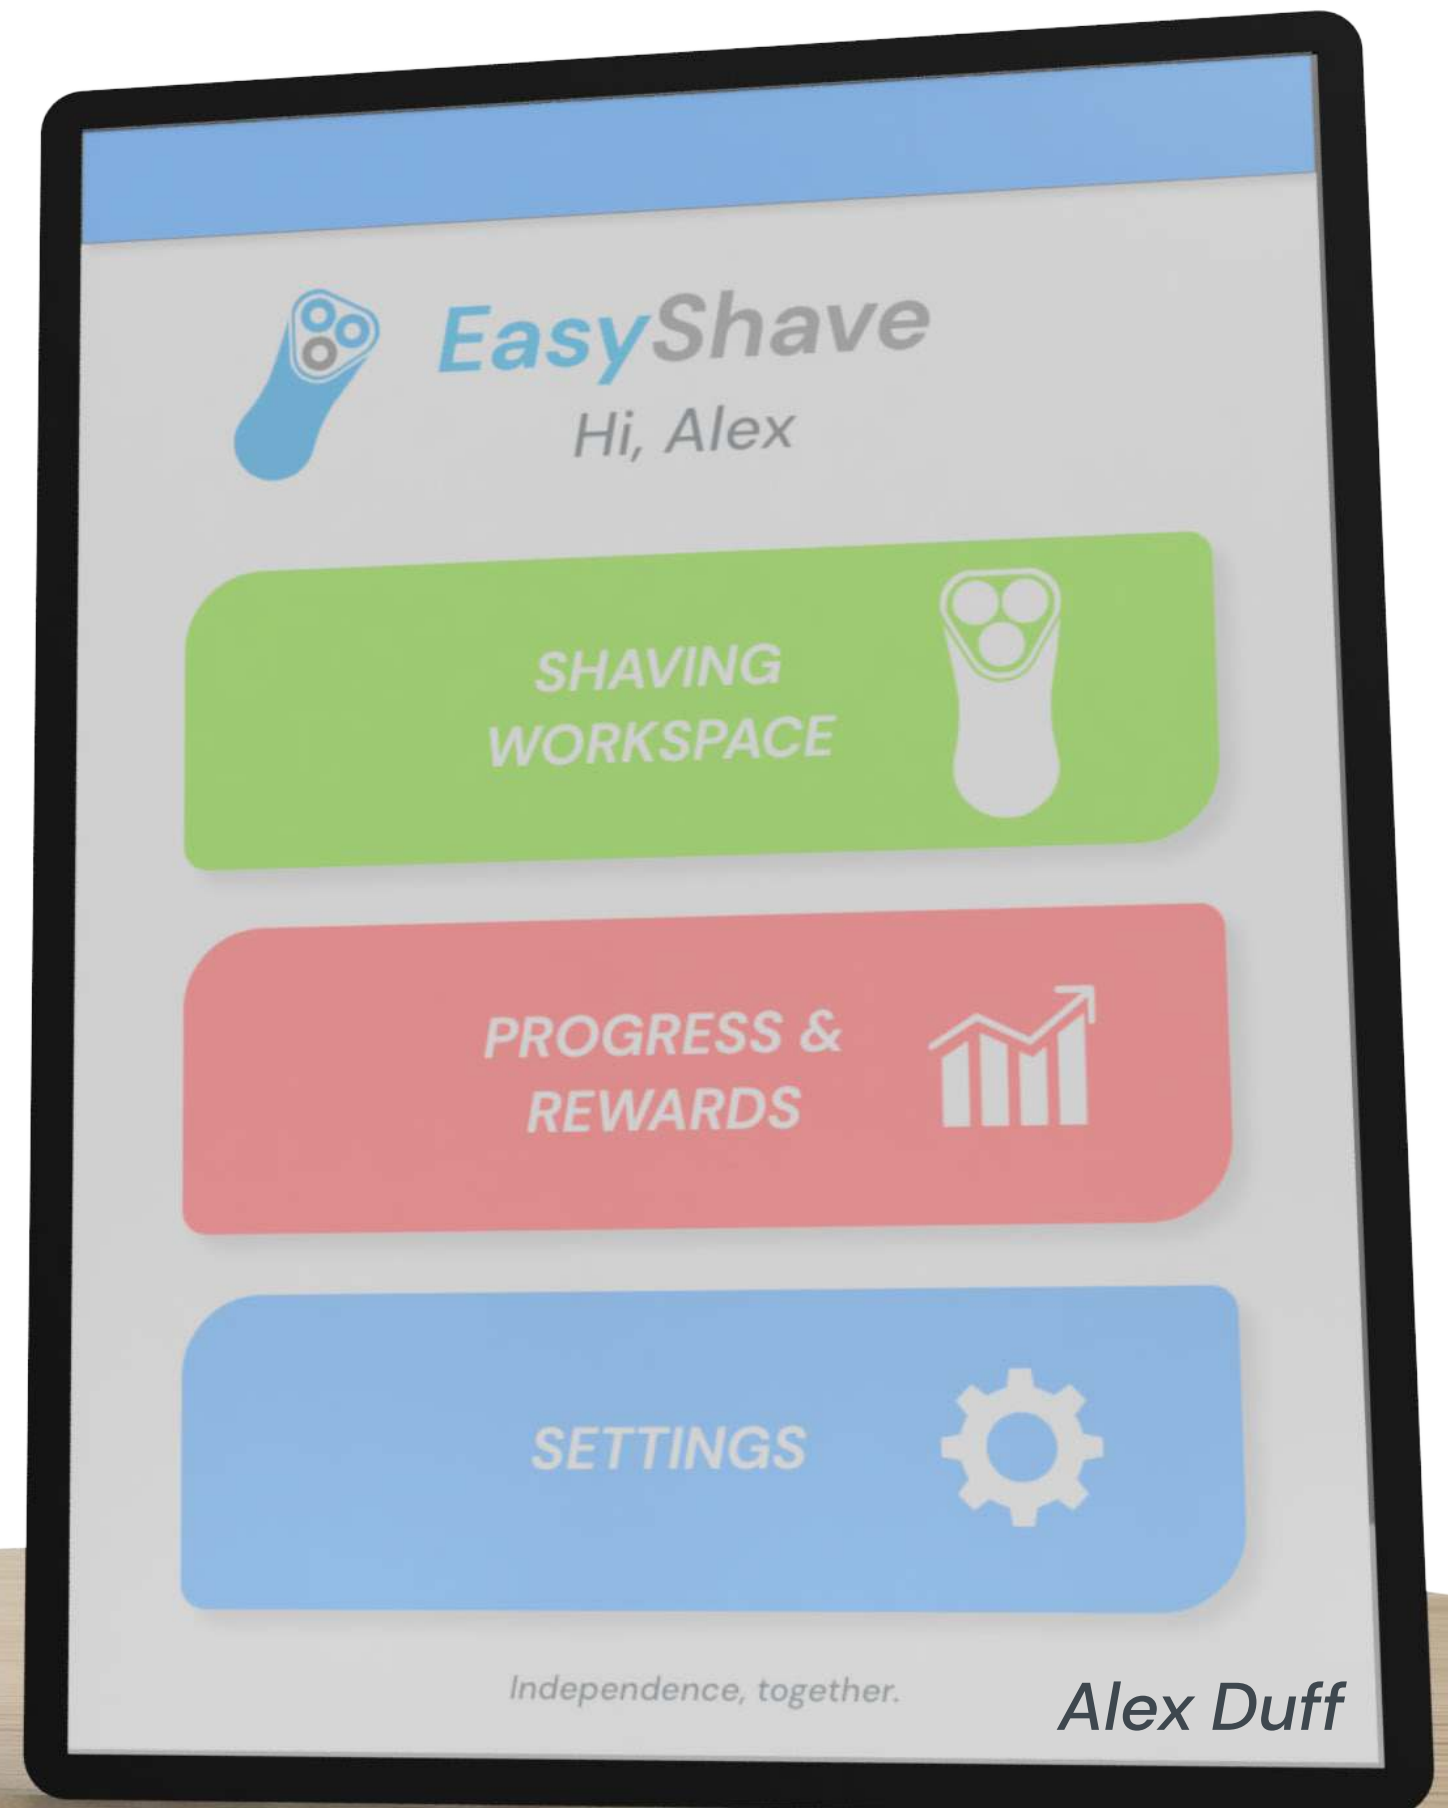 EasyShave
Hi, Alex
SHAVING
WORKSPACE
PROGRESS &
REWARDS
SETTINGS
Independence, together.
Alex Duff